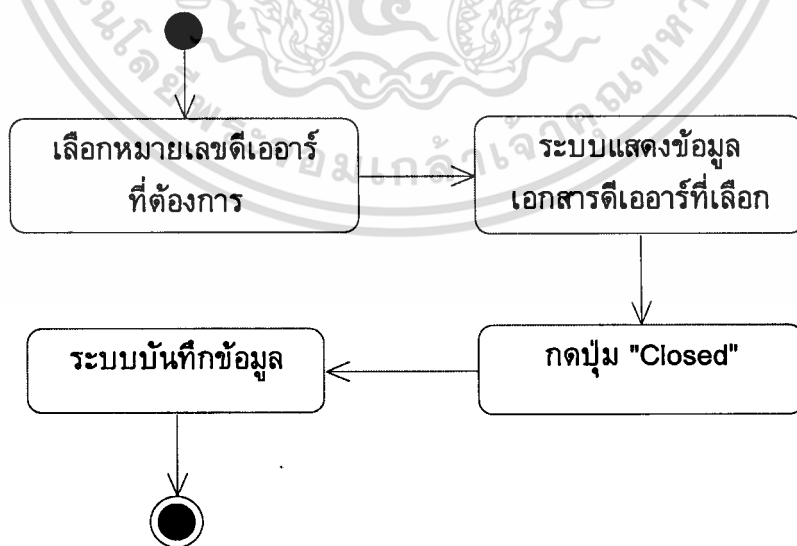 เลือกหมายเลขดีเออาร์
ที่ต้องการ
ระบบแสดงข้อมูล
เอกสารดีเออาร์ที่เลือก
กดปุ่ม "Closed"
ระบบบันทึกข้อมูล